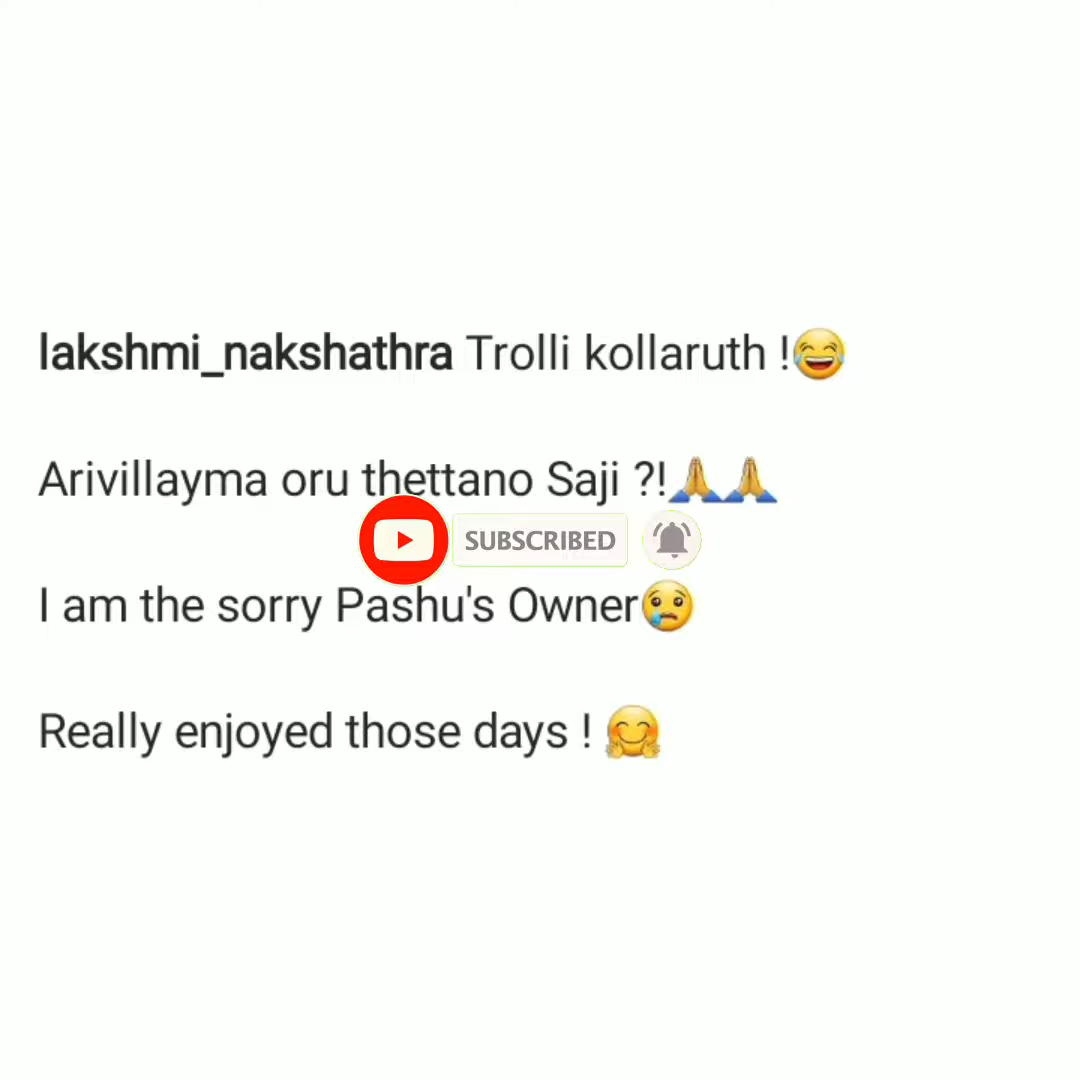 lakshmi_nakshathra Trolli kollaruth !😂
Arivillayma oru thettano Saji ?!🙏🙏
SUBSCRIBED
I am the sorry Pashu's Owner😢
Really enjoyed those days ! 🤗